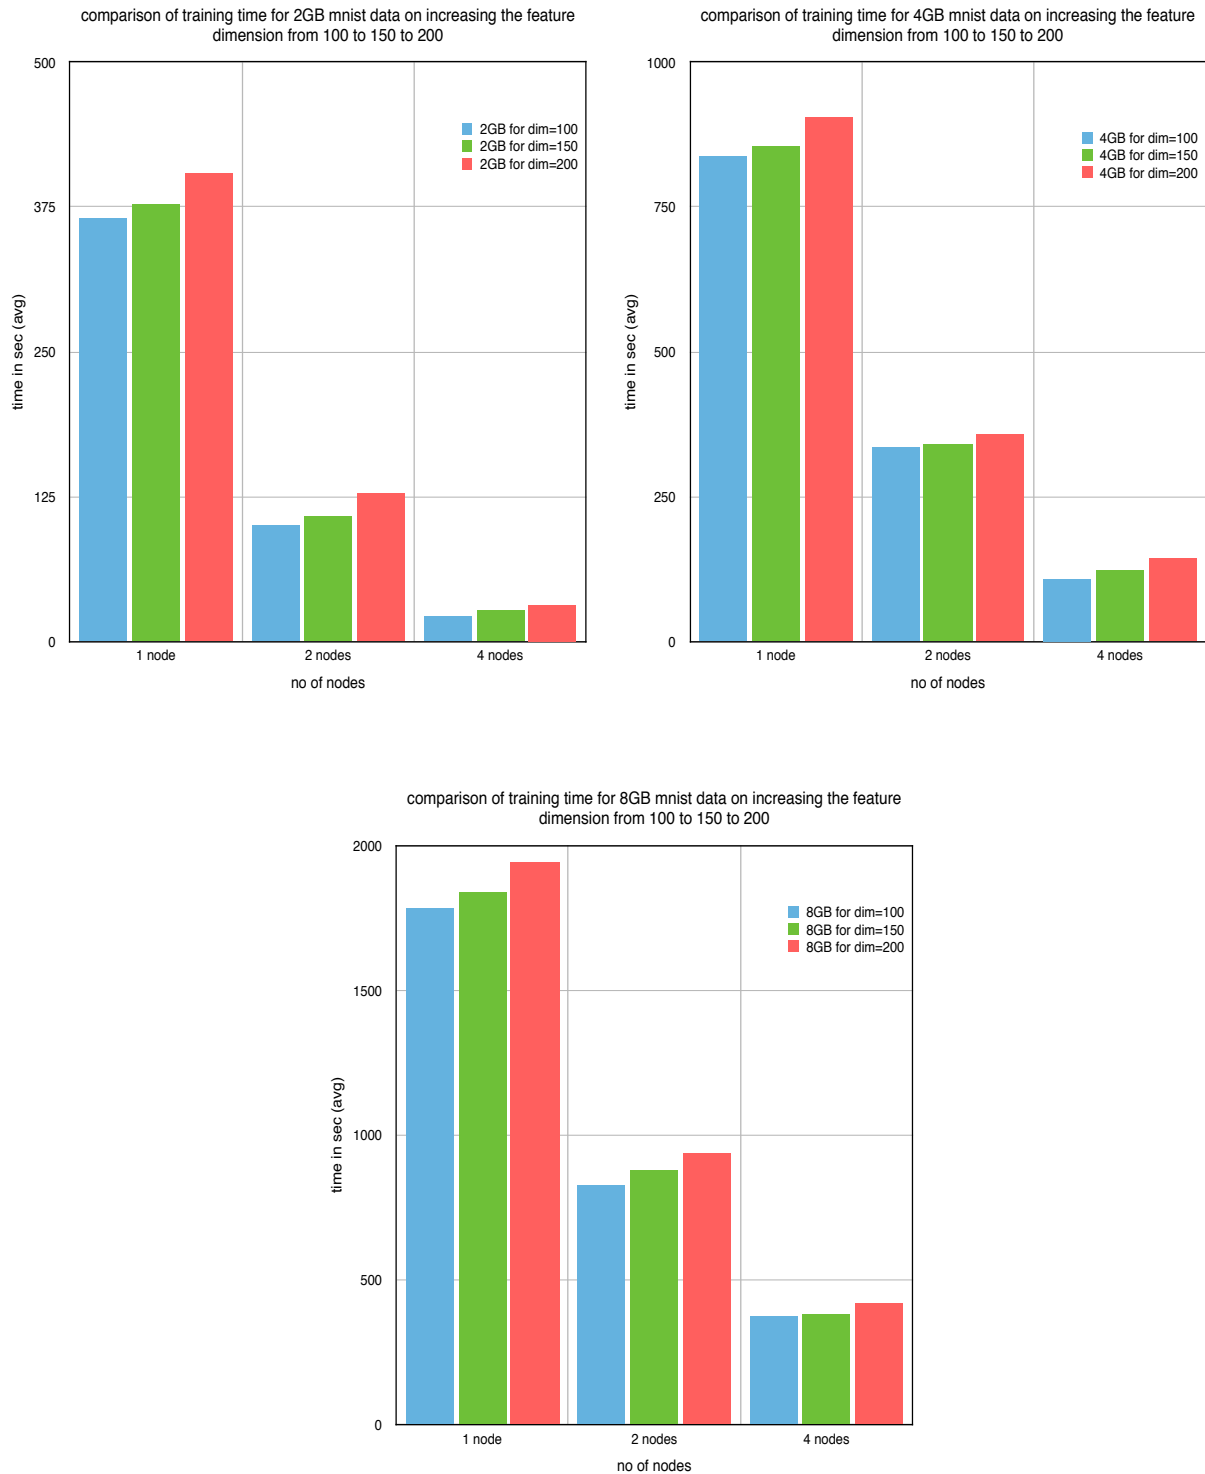 comparison of training time for 2GB mnist data on increasing the feature
dimension from 100 to 150 to 200
500
375
250
125
0
time in sec (avg)
2GB for dim=100
2GB for dim=150
2GB for dim=200
1 node
2 nodes
4 nodes
no of nodes
comparison of training time for 4GB mnist data on increasing the feature
dimension from 100 to 150 to 200
1000
750
500
250
0
time in sec (avg)
4GB for dim=100
4GB for dim=150
4GB for dim=200
1 node
2 nodes
4 nodes
no of nodes
comparison of training time for 8GB mnist data on increasing the feature
dimension from 100 to 150 to 200
2000
1500
1000
500
0
time in sec (avg)
8GB for dim=100
8GB for dim=150
8GB for dim=200
1 node
2 nodes
4 nodes
no of nodes